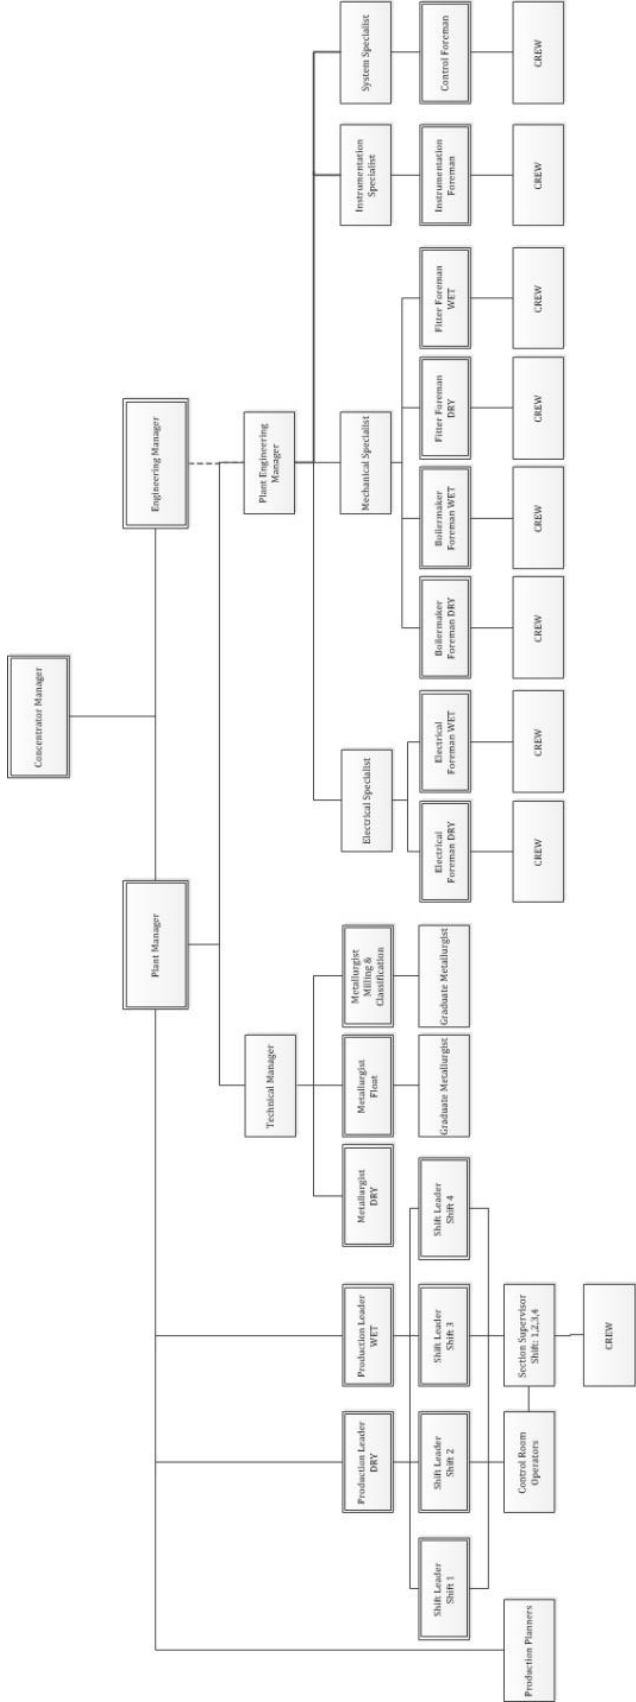 Concentrator Manager
Plant Manager
Engineering Manager
Technical Manager
Plant Engineering
Manager
Production Leader
DRY
Production Leader
WET
Metallurgist
DRY
Metallurgist
Float
Metallurgist
Milling &
Classification
Electrical Specialist
Mechanical Specialist
Instrumentation
Specialist
System Specialist
Shift Leader
Shift 1
Shift Leader
Shift 2
Shift Leader
Shift 3
Shift Leader
Shift 4
Graduate Metallurgist
Graduate Metallurgist
Electrical
Foreman DRY
Electrical
Foreman WET
Boilermaker
Foreman DRY
Boilermaker
Foreman WET
Fitter Foreman
DRY
Fitter Foreman
WET
Instrumentation
Foreman
Control Foreman
Production Planners
Control Room
Operators
Section Supervisor
Shift: 1,2,3,4
CREW
CREW
CREW
CREW
CREW
CREW
CREW
CREW
CREW